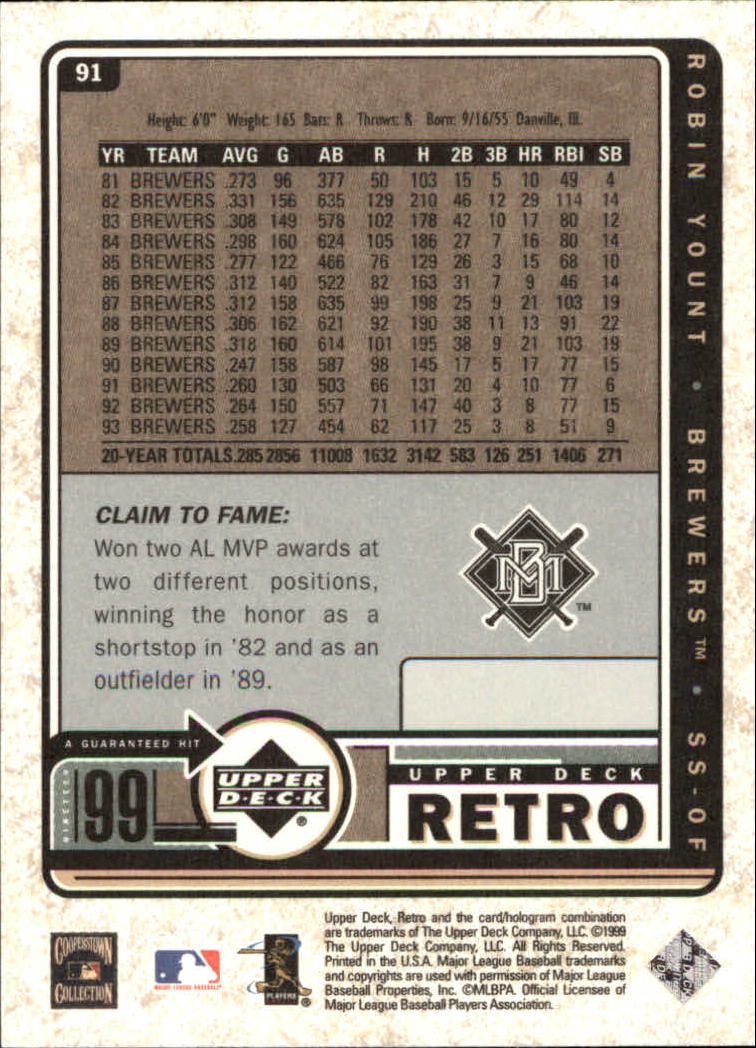 91
Height: 6'0" Weight: 165 Bats: R Throws: R Born: 9/16/55 Danville, Ill.
YR TEAM AVG G AB R H 2B 3B HR RBI SB
81 BREWERS .273 96 377 50 103 15 5 10 49 4
82 BREWERS .331 156 635 129 210 46 12 29 114 14
83 BREWERS .308 149 578 102 178 42 10 17 80 12
84 BREWERS .298 160 624 105 186 27 7 16 80 14
85 BREWERS .277 122 466 76 129 26 3 15 68 10
86 BREWERS .312 140 522 82 163 31 7 9 46 14
87 BREWERS .312 158 635 99 198 25 9 21 103 19
88 BREWERS .306 162 621 92 190 38 11 13 91 22
89 BREWERS .318 160 614 101 195 38 9 21 103 19
90 BREWERS .247 158 587 98 145 17 5 17 77 15
91 BREWERS .260 130 503 66 131 20 4 10 77 6
92 BREWERS .264 150 557 71 147 40 3 8 77 15
93 BREWERS .258 127 454 62 117 25 3 8 51 9
20-YEAR TOTALS .285 2856 11008 1632 3142 583 126 251 1406 271
ROBIN YOUNT • BREWERS™ • SS-OF
CLAIM TO FAME:
Won two AL MVP awards at
two different positions,
winning the honor as a
shortstop in '82 and as an
outfielder in '89.
MB
TM
A GUARANTEED HIT
NINETEEN
99
UPPER
D·E·C·K
®
UPPER DECK
RETRO
COOPERSTOWN
COLLECTION
MAJOR LEAGUE BASEBALL
PLAYERS
®
Upper Deck, Retro and the card/hologram combination
are trademarks of The Upper Deck Company, LLC. ©1999
The Upper Deck Company, LLC. All Rights Reserved.
Printed in the U.S.A. Major League Baseball trademarks
and copyrights are used with permission of Major League
Baseball Properties, Inc. ©MLBPA. Official Licensee of
Major League Baseball Players Association.